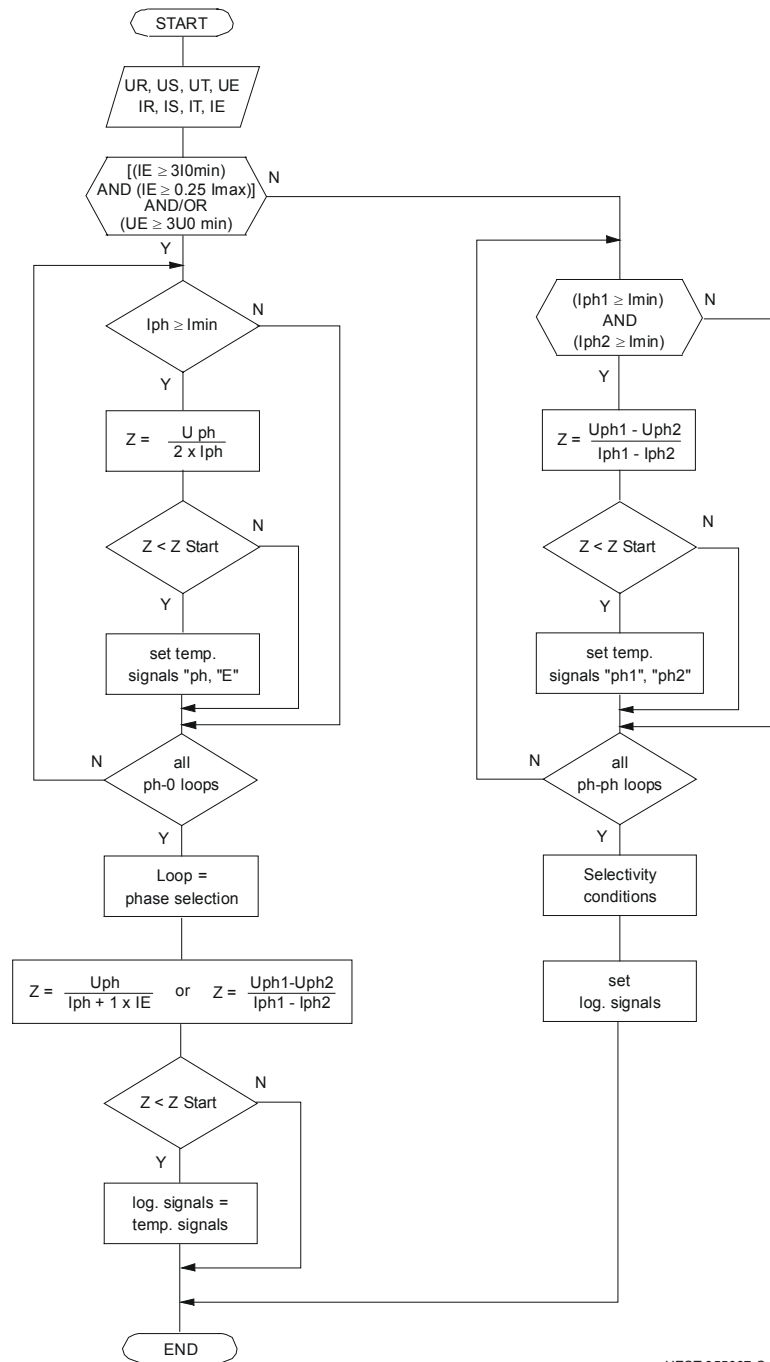 START
UR, US, UT, UE
IR, IS, IT, IE
[(IE ≥ 3I0min)
AND (IE ≥ 0.25 Imax)]
AND/OR
(UE ≥ 3U0 min)
N
Y
Iph ≥ Imin
N
Y
Z = U ph / 2 x Iph
Z < Z Start
N
Y
set temp.
signals "ph, "E"
N
all
ph-0 loops
Y
Loop =
phase selection
Z = Uph / Iph + 1 x IE or Z = Uph1-Uph2 / Iph1 - Iph2
Z < Z Start
N
Y
log. signals =
temp. signals
END
(Iph1 ≥ Imin)
AND
(Iph2 ≥ Imin)
N
Y
Z = Uph1 - Uph2 / Iph1 - Iph2
Z < Z Start
N
Y
set temp.
signals "ph1", "ph2"
N
all
ph-ph loops
Y
Selectivity
conditions
set
log. signals